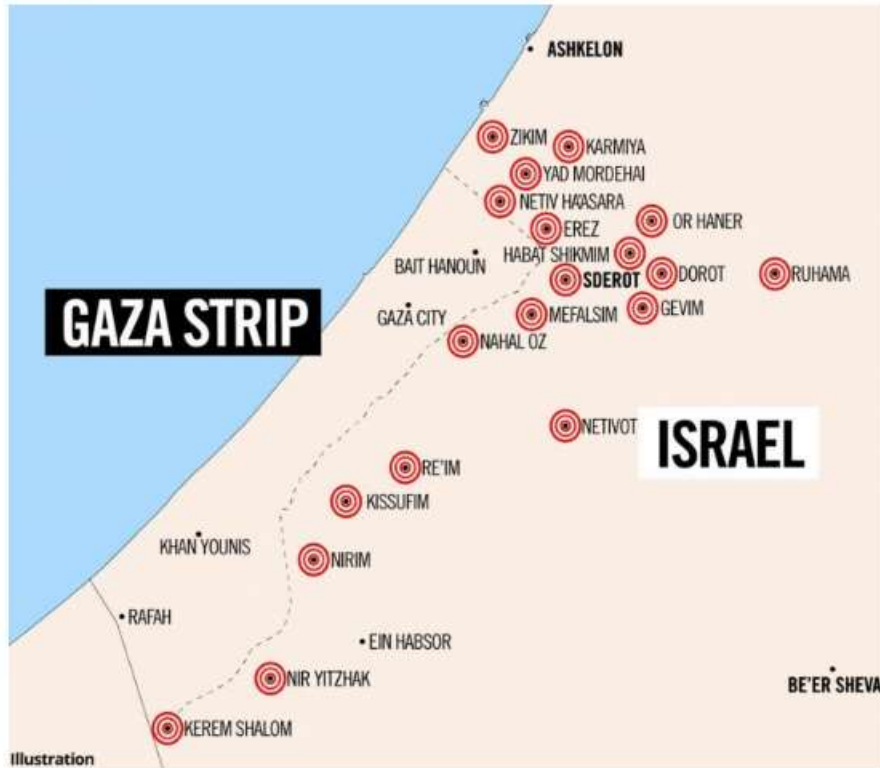 ASHKELON
ZIKIM
KARMIYA
YAD MORDEHAI
NETIV HA'ASARA
OR HANER
EREZ
HABAT SHIKMIM
BAIT HANOUN
SDEROT
DOROT
RUHAMA
GAZA STRIP
GAZA CITY
MEFALSIM
GEVIM
NAHAL OZ
NETIVOT
ISRAEL
RE'IM
KISSUFIM
KHAN YOUNIS
NIRIM
RAFAH
EIN HABSOR
NIR YITZHAK
BE'ER SHEVA
KEREM SHALOM
Illustration